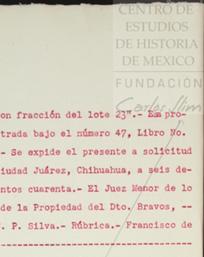 CENTRO DE
ESTUDIOS
DE HISTORIA
DE MEXICO
FUNDACIÓN
Carlos Slim
on fracción del lote 23".- Em pro-
trada bajo el número 47, Libro No.
.- Se expide el presente a solicitud
iudad Juárez, Chihuahua, a seis de-
ntos cuarenta.- El Juez Menor de lo
de la Propiedad del Dto. Bravos, --
. P. Silva.- Rúbrica.- Francisco de